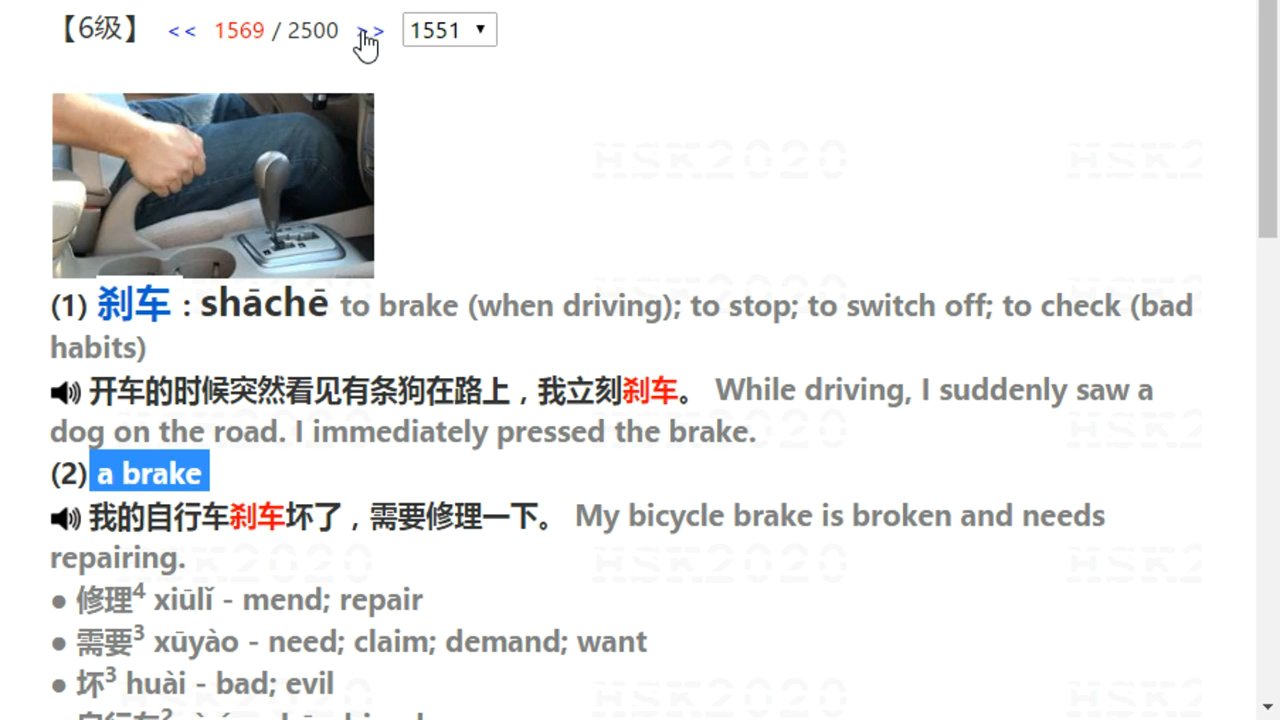 【6级】 << 1569 / 2500 >> 1551 ▼
HSK2020 HSK2
(1) 刹车 : shāchē to brake (when driving); to stop; to switch off; to check (bad
habits)
开车的时候突然看见有条狗在路上，我立刻刹车。 While driving, I suddenly saw a
dog on the road. I immediately pressed the brake.
(2) a brake
我的自行车刹车坏了，需要修理一下。 My bicycle brake is broken and needs
repairing.
● 修理4 xiūlǐ - mend; repair
● 需要3 xūyào - need; claim; demand; want
● 坏3 huài - bad; evil